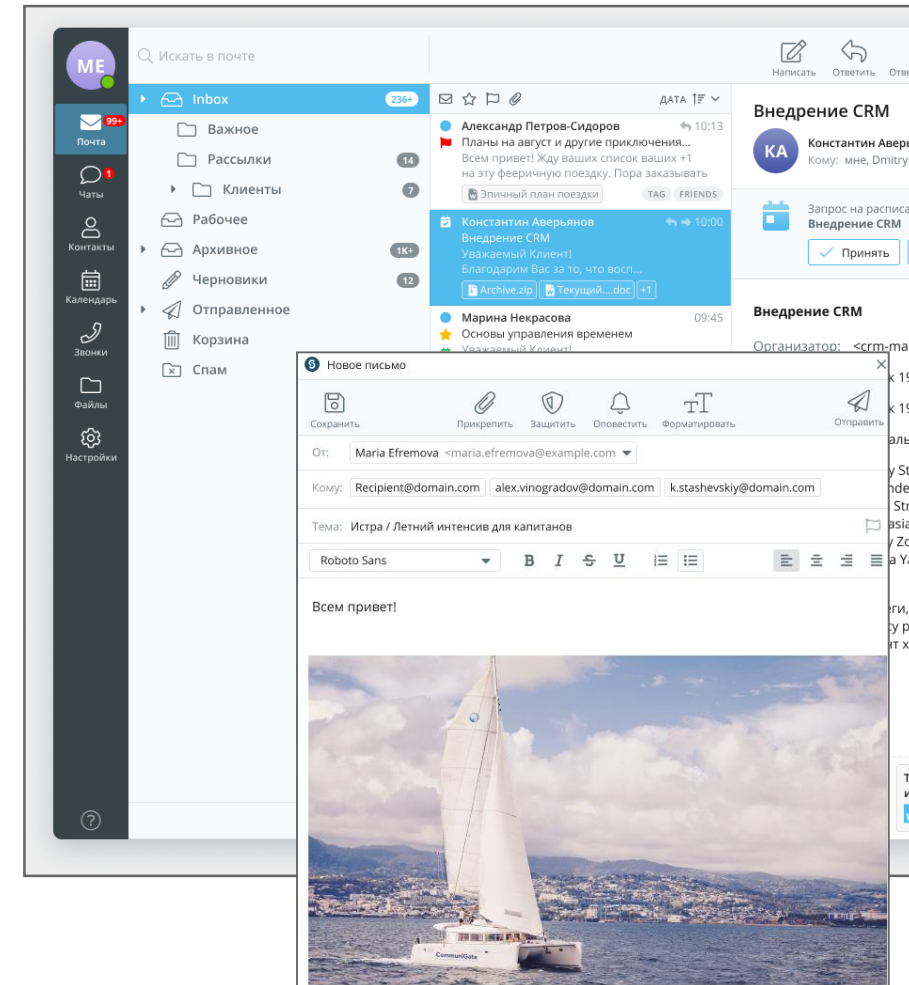 ME
Искать в почте
Написать
Ответить
99+
Почта
1
Чаты
Контакты
Календарь
Звонки
Файлы
Настройки
Inbox
236+
Важное
Рассылки
14
Клиенты
7
Рабочее
Архивное
1K+
Черновики
12
Отправленное
Корзина
Спам
ДАТА
Александр Петров-Сидоров
10:13
Планы на август и другие приключения...
Всем привет! Жду ваших список ваших +1
на эту фееричную поездку. Пора заказывать
Эпичный план поездки
TAG
FRIENDS
Константин Аверьянов
10:00
Внедрение CRM
Уважаемый Клиент!
Благодарим Вас за то, что восп...
Archive.zip
Текущий....doc
+1
Марина Некрасова
09:45
Основы управления временем
Уважаемый Клиент!
Внедрение CRM
KA
Константин
Кому: мне, Dmitry
Запрос на
Внедрение CRM
Принять
Внедрение CRM
Организатор:
Новое письмо
Сохранить
Прикрепить
Защитить
Оповестить
Форматировать
Отправить
От: Maria Efremova <maria.efremova@example.com
Кому: Recipient@domain.com alex.vinogradov@domain.com k.stashevskiy@domain.com
Тема: Истра / Летний интенсив для капитанов
Roboto Sans
B I S U
Всем привет!
CommuniGate